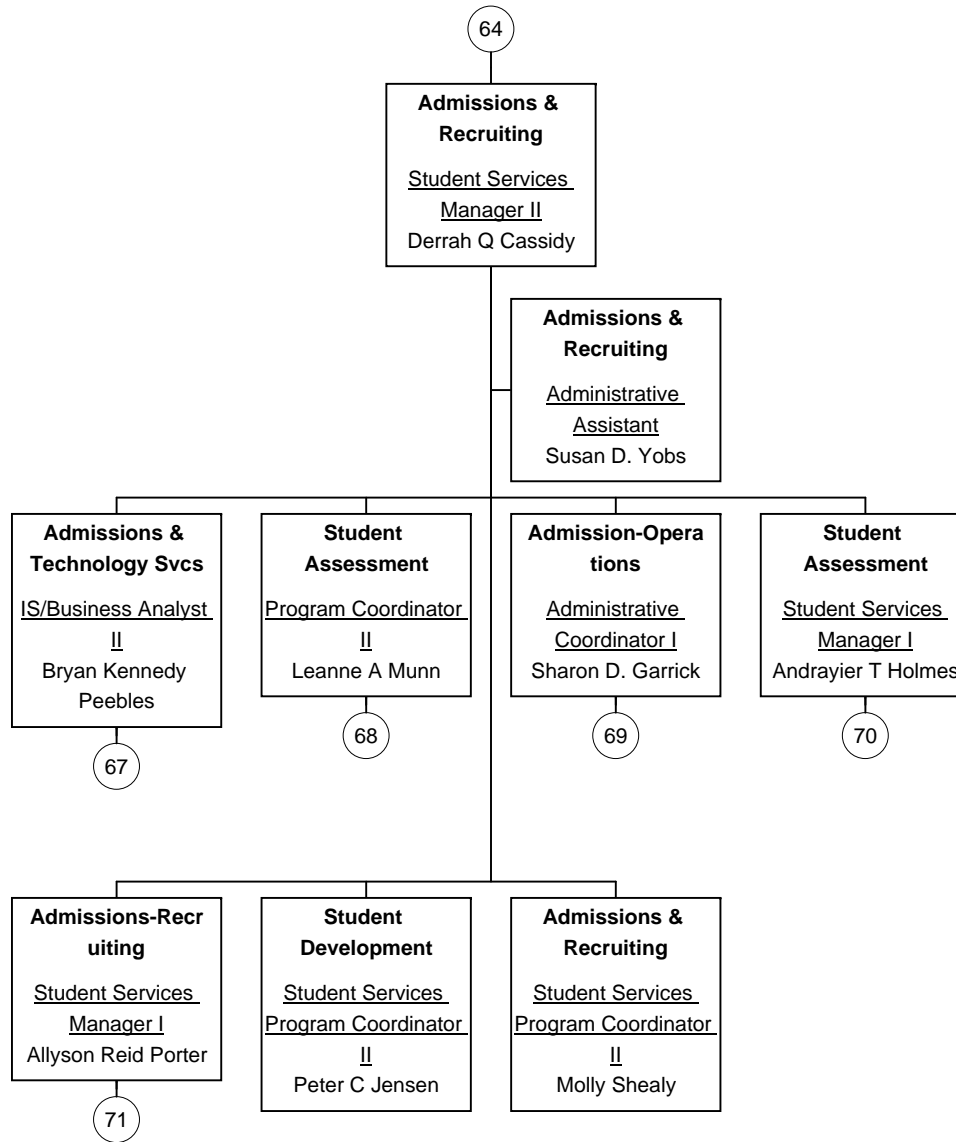 64
Admissions &
Recruiting
Student Services
Manager II
Derrah Q Cassidy
Admissions &
Recruiting
Administrative
Assistant
Susan D. Yobs
Admissions &
Technology Svcs
IS/Business Analyst
II
Bryan Kennedy
Peebles
67
Student
Assessment
Program Coordinator
II
Leanne A Munn
68
Admission-Opera
tions
Administrative
Coordinator I
Sharon D. Garrick
69
Student
Assessment
Student Services
Manager I
Andrayier T Holmes
70
Admissions-Recr
uiting
Student Services
Manager I
Allyson Reid Porter
71
Student
Development
Student Services
Program Coordinator
II
Peter C Jensen
Admissions &
Recruiting
Student Services
Program Coordinator
II
Molly Shealy